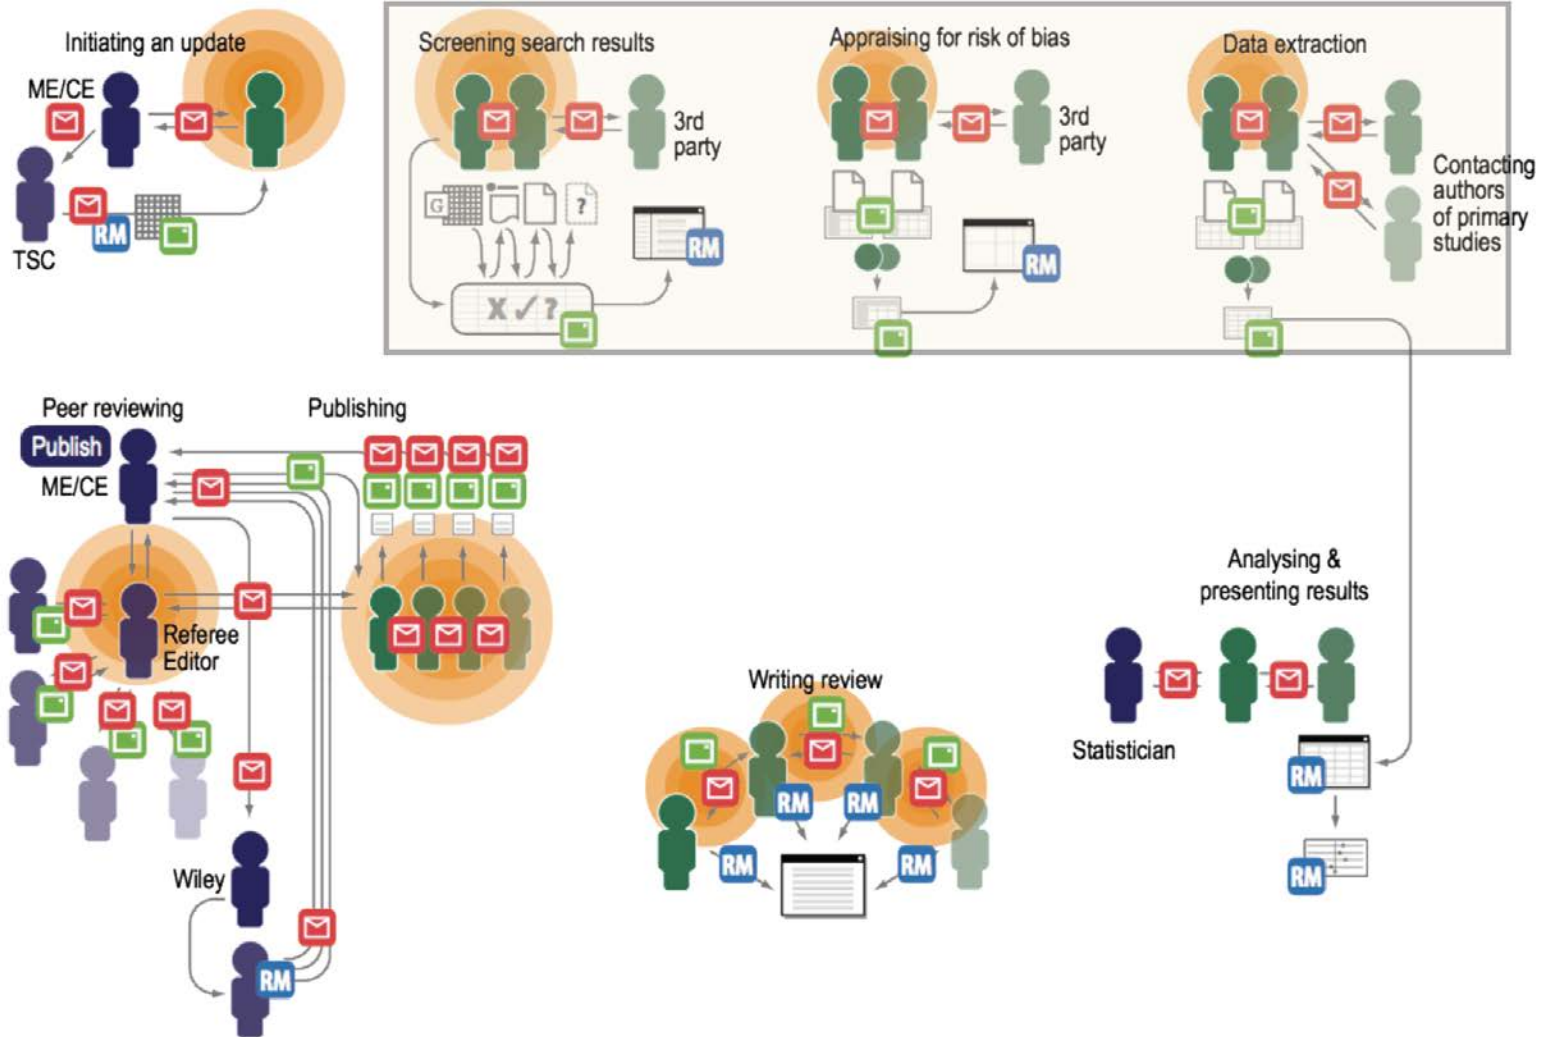 Initiating an update
ME/CE
RM
TSC
Screening search results
3rd
party
G
?
X ✓ ?
RM
Appraising for risk of bias
3rd
party
RM
Data extraction
Contacting
authors
of primary
studies
Peer reviewing
Publish
ME/CE
Referee
Editor
Publishing
Wiley
RM
Writing review
RM
RM
RM
RM
Analysing &
presenting results
Statistician
RM
RM